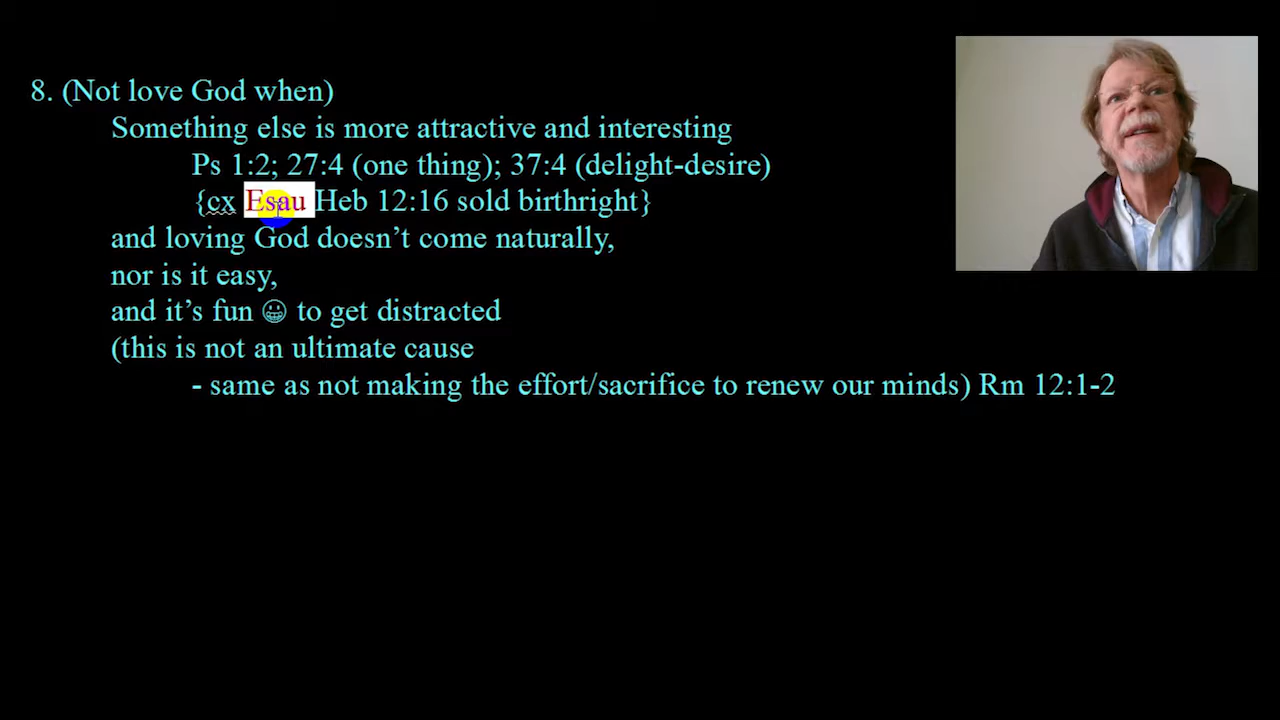 8. (Not love God when)
Something else is more attractive and interesting
Ps 1:2; 27:4 (one thing); 37:4 (delight-desire)
{cx Esau Heb 12:16 sold birthright}
and loving God doesn’t come naturally,
nor is it easy,
and it’s fun 😀 to get distracted
(this is not an ultimate cause
- same as not making the effort/sacrifice to renew our minds) Rm 12:1-2